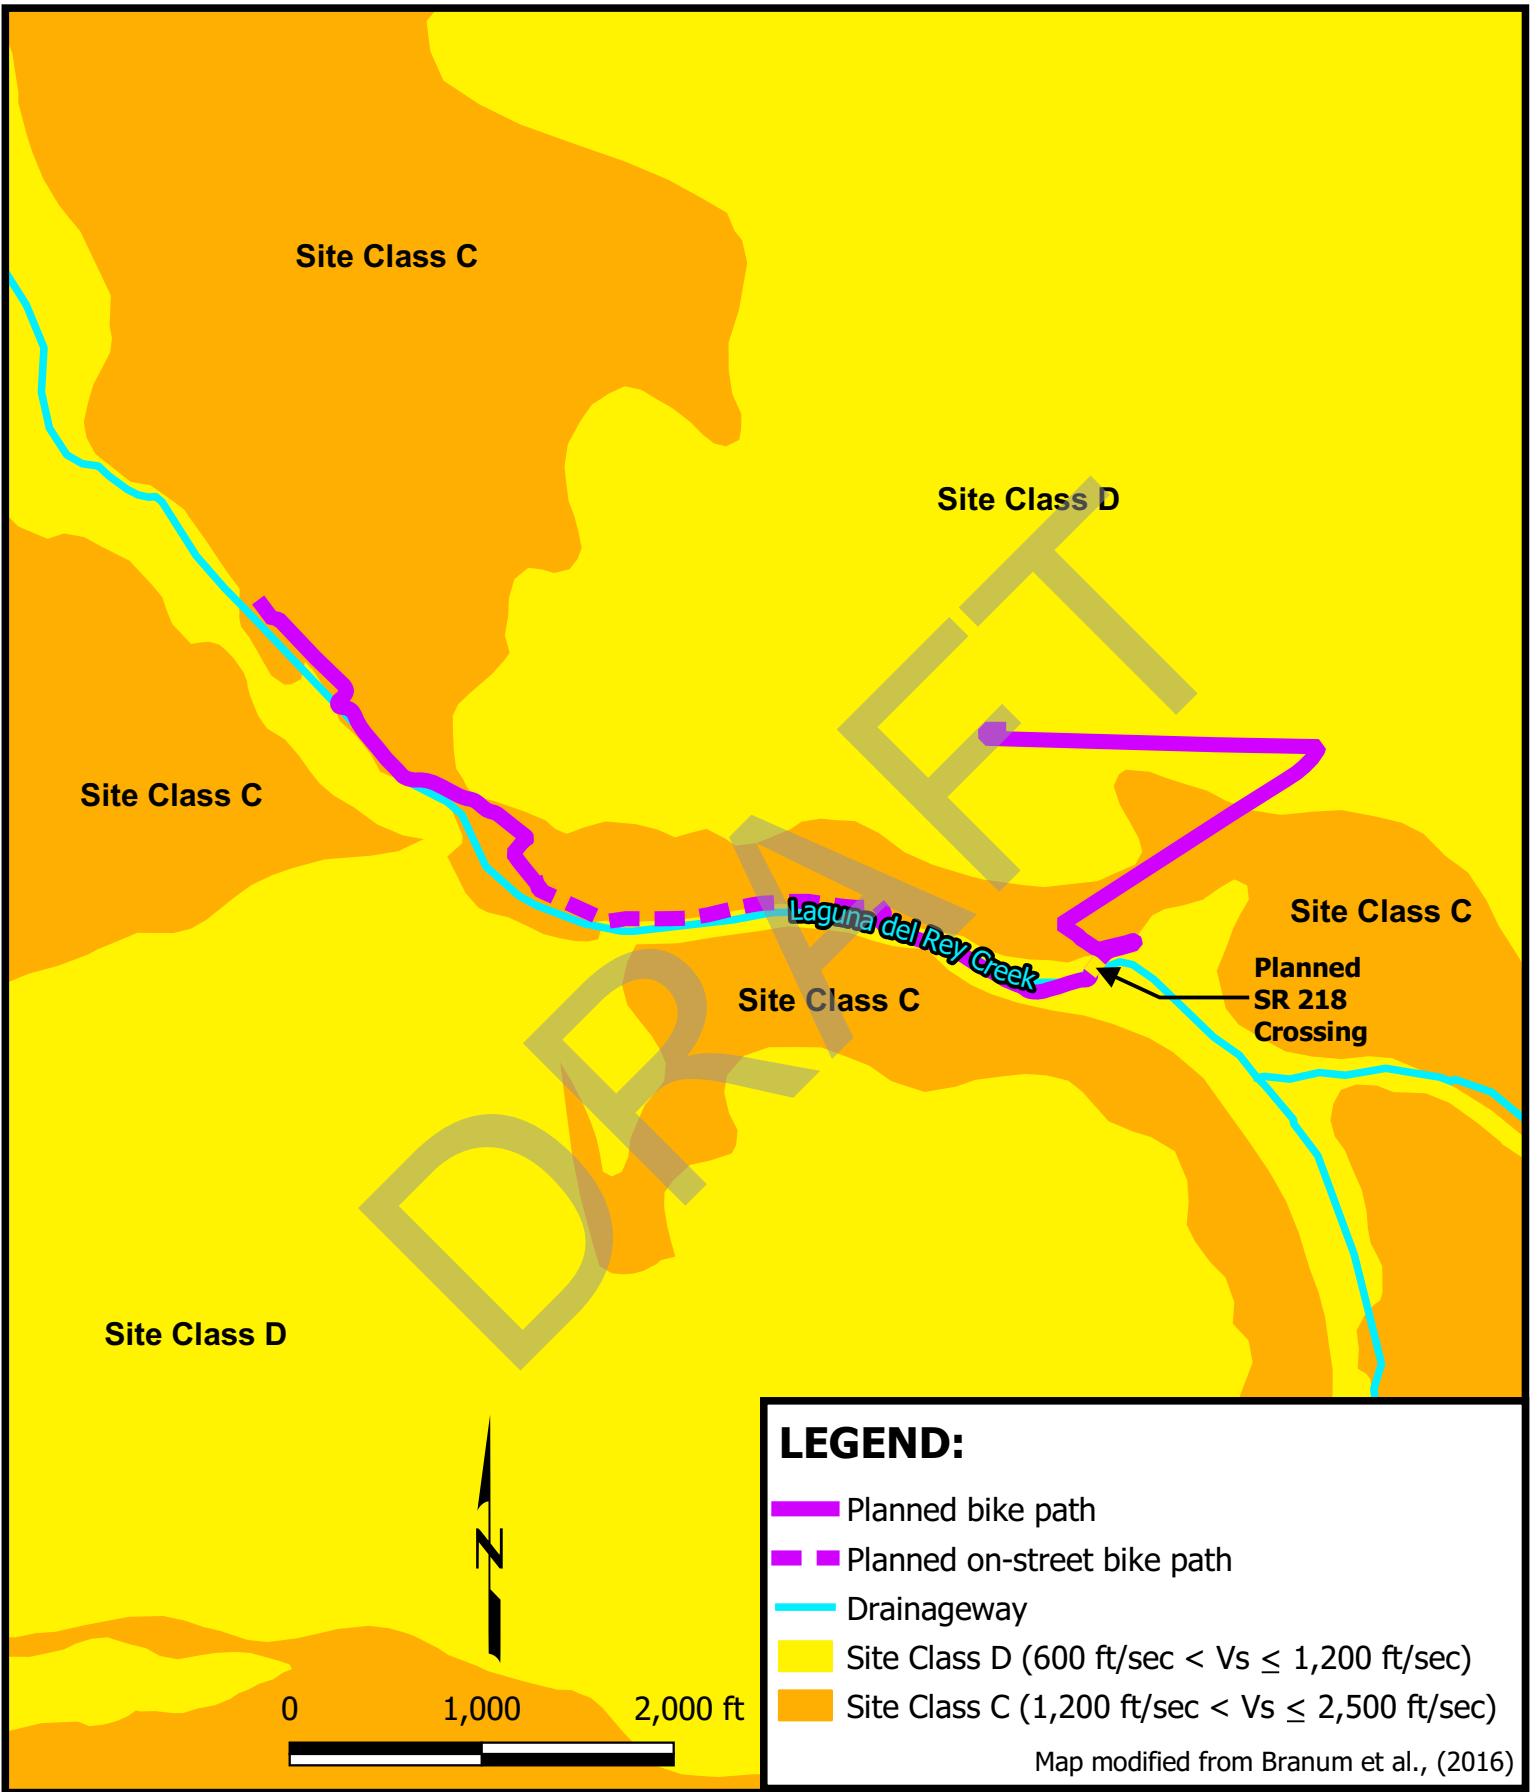 Site Class C
Site Class D
Site Class C
Laguna del Rey Creek
Site Class C
Planned
SR 218
Crossing
Site Class C
Site Class D
DRAFT
N
0 1,000 2,000 ft
LEGEND:
Planned bike path
Planned on-street bike path
Drainageway
Site Class D (600 ft/sec < Vs ≤ 1,200 ft/sec)
Site Class C (1,200 ft/sec < Vs ≤ 2,500 ft/sec)
Map modified from Branum et al., (2016)